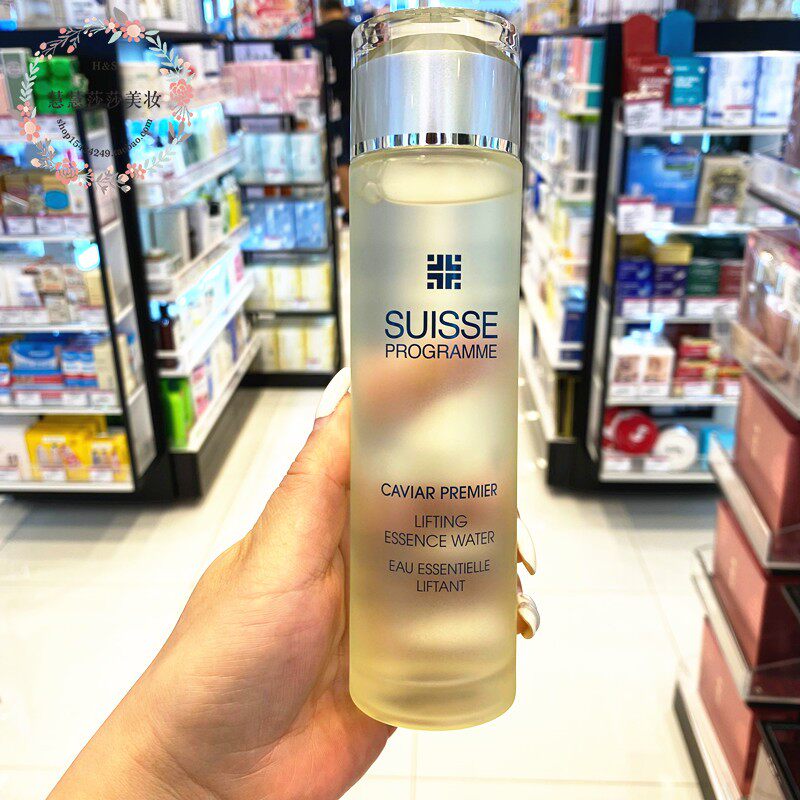 慧慧莎莎美妆
SUISSE
PROGRAMME
CAVIAR PREMIER
LIFTING
ESSENCE WATER
EAU ESSENTIELLE
LIFTANT